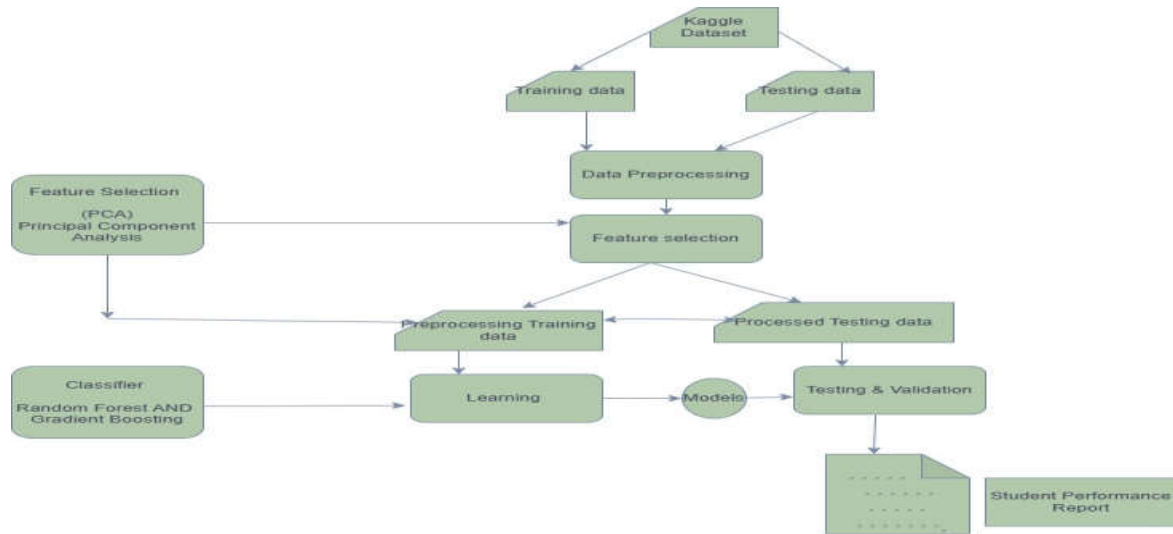 Kaggle
Dataset
Training data
Testing data
Data Preprocessing
Feature Selection
(PCA)
Principal Component
Analysis
Feature selection
Preprocessing Training
data
Processed Testing data
Classifier
Random Forest AND
Gradient Boosting
Learning
Models
Testing & Validation
Student Performance
Report